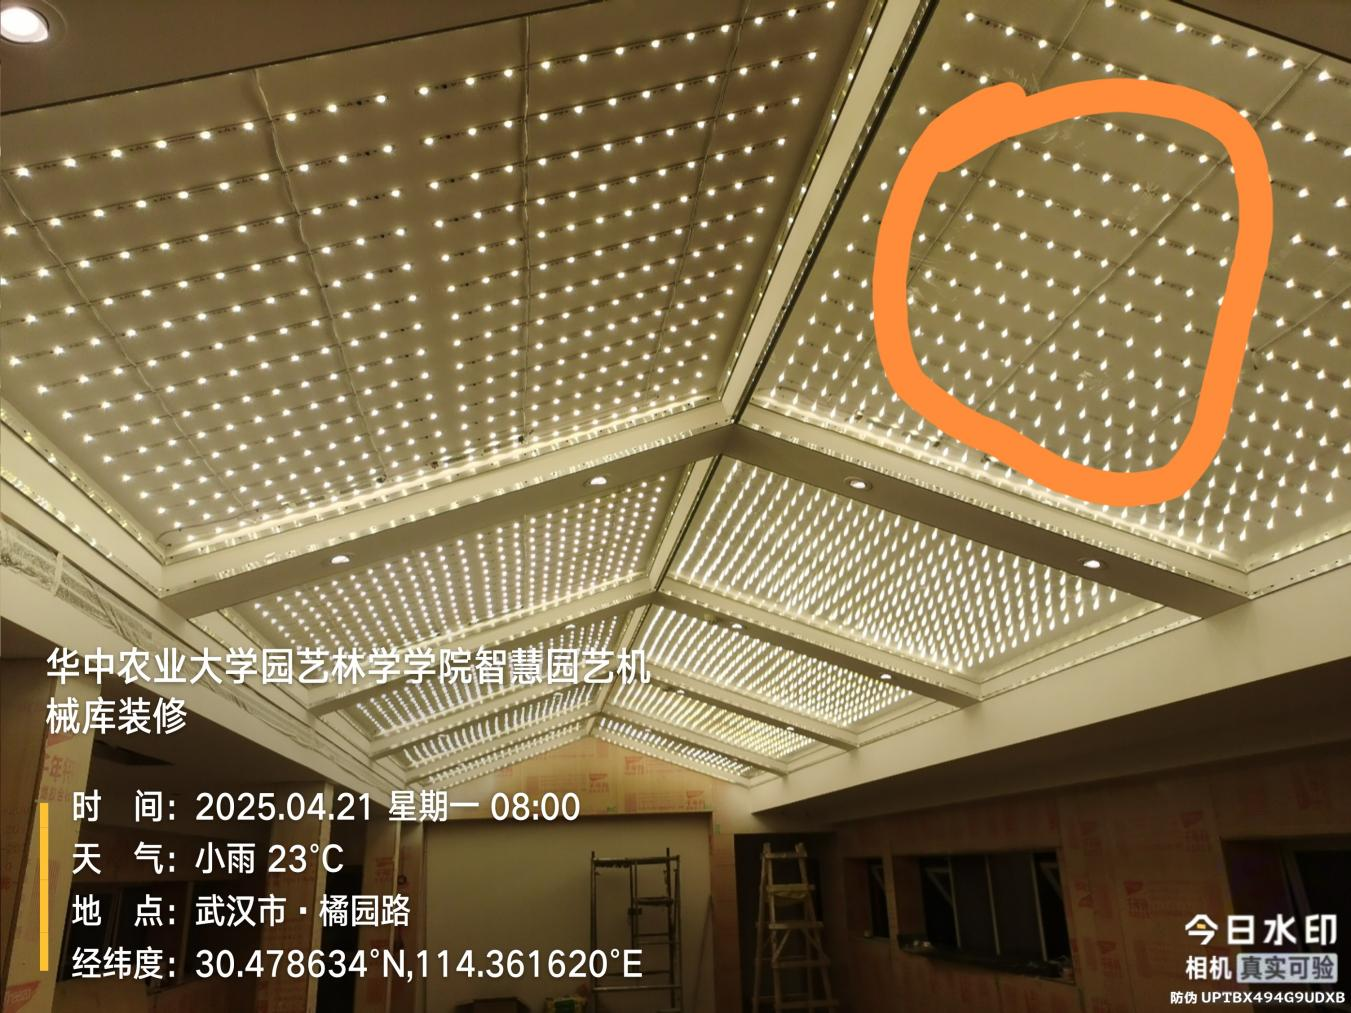 华中农业大学园艺林学学院智慧园艺机
械库装修
时 间：2025.04.21 星期一 08:00
天 气：小雨 23°C
地 点：武汉市·橘园路
经纬度：30.478634°N,114.361620°E
今日水印
相机 真实可验
防伪 UPTBX494G9UDXB